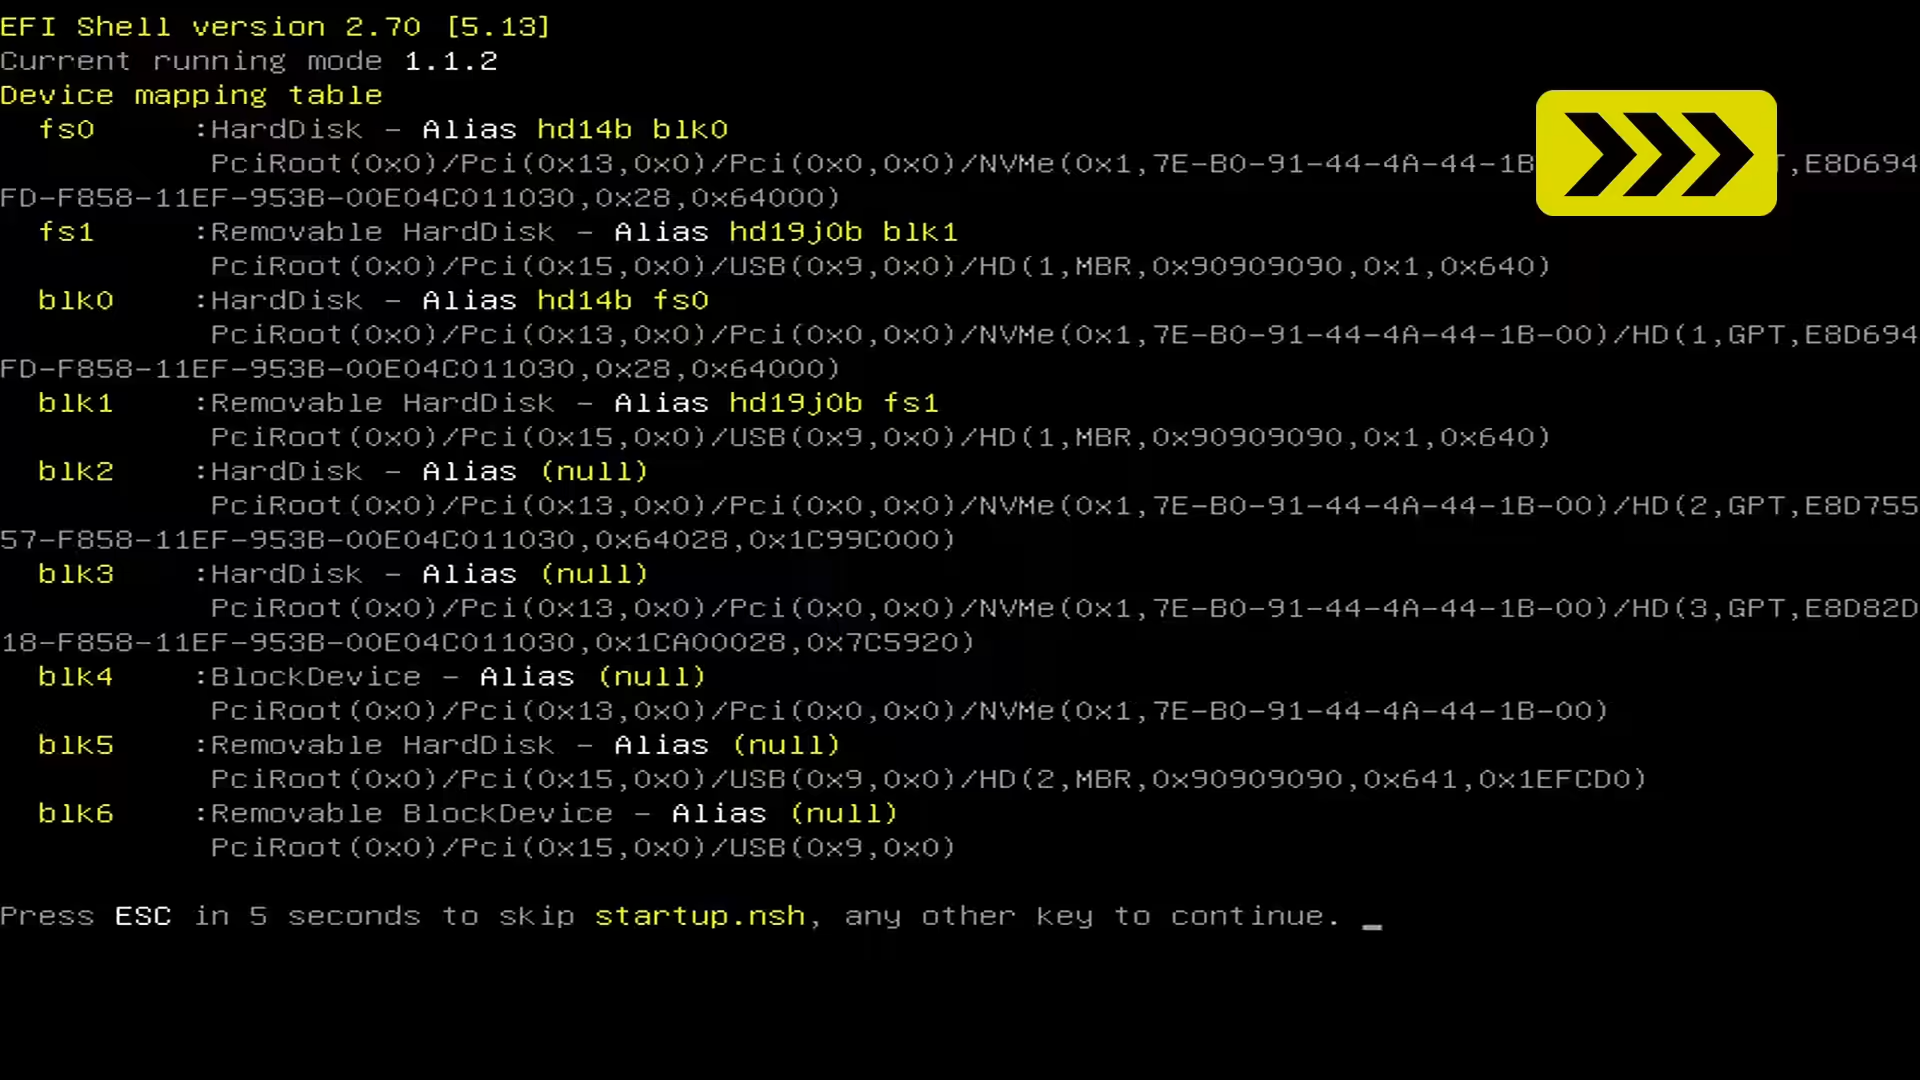 EFI Shell version 2.70 [5.13]
Current running mode 1.1.2
Device mapping table
fs0 :HardDisk - Alias hd14b blk0
PciRoot(0x0)/Pci(0x13,0x0)/Pci(0x0,0x0)/NVMe(0x1,7E-B0-91-44-4A-44-1B ,E8D694
FD-F858-11EF-953B-00E04C011030,0x28,0x64000)
fs1 :Removable HardDisk - Alias hd19j0b blk1
PciRoot(0x0)/Pci(0x15,0x0)/USB(0x9,0x0)/HD(1,MBR,0x90909090,0x1,0x640)
blk0 :HardDisk - Alias hd14b fs0
PciRoot(0x0)/Pci(0x13,0x0)/Pci(0x0,0x0)/NVMe(0x1,7E-B0-91-44-4A-44-1B-00)/HD(1,GPT,E8D694
FD-F858-11EF-953B-00E04C011030,0x28,0x64000)
blk1 :Removable HardDisk - Alias hd19j0b fs1
PciRoot(0x0)/Pci(0x15,0x0)/USB(0x9,0x0)/HD(1,MBR,0x90909090,0x1,0x640)
blk2 :HardDisk - Alias (null)
PciRoot(0x0)/Pci(0x13,0x0)/Pci(0x0,0x0)/NVMe(0x1,7E-B0-91-44-4A-44-1B-00)/HD(2,GPT,E8D755
57-F858-11EF-953B-00E04C011030,0x64028,0x1C99C000)
blk3 :HardDisk - Alias (null)
PciRoot(0x0)/Pci(0x13,0x0)/Pci(0x0,0x0)/NVMe(0x1,7E-B0-91-44-4A-44-1B-00)/HD(3,GPT,E8D82D
18-F858-11EF-953B-00E04C011030,0x1CA00028,0x7C5920)
blk4 :BlockDevice - Alias (null)
PciRoot(0x0)/Pci(0x13,0x0)/Pci(0x0,0x0)/NVMe(0x1,7E-B0-91-44-4A-44-1B-00)
blk5 :Removable HardDisk - Alias (null)
PciRoot(0x0)/Pci(0x15,0x0)/USB(0x9,0x0)/HD(2,MBR,0x90909090,0x641,0x1EFCD0)
blk6 :Removable BlockDevice - Alias (null)
PciRoot(0x0)/Pci(0x15,0x0)/USB(0x9,0x0)
Press ESC in 5 seconds to skip startup.nsh, any other key to continue. _